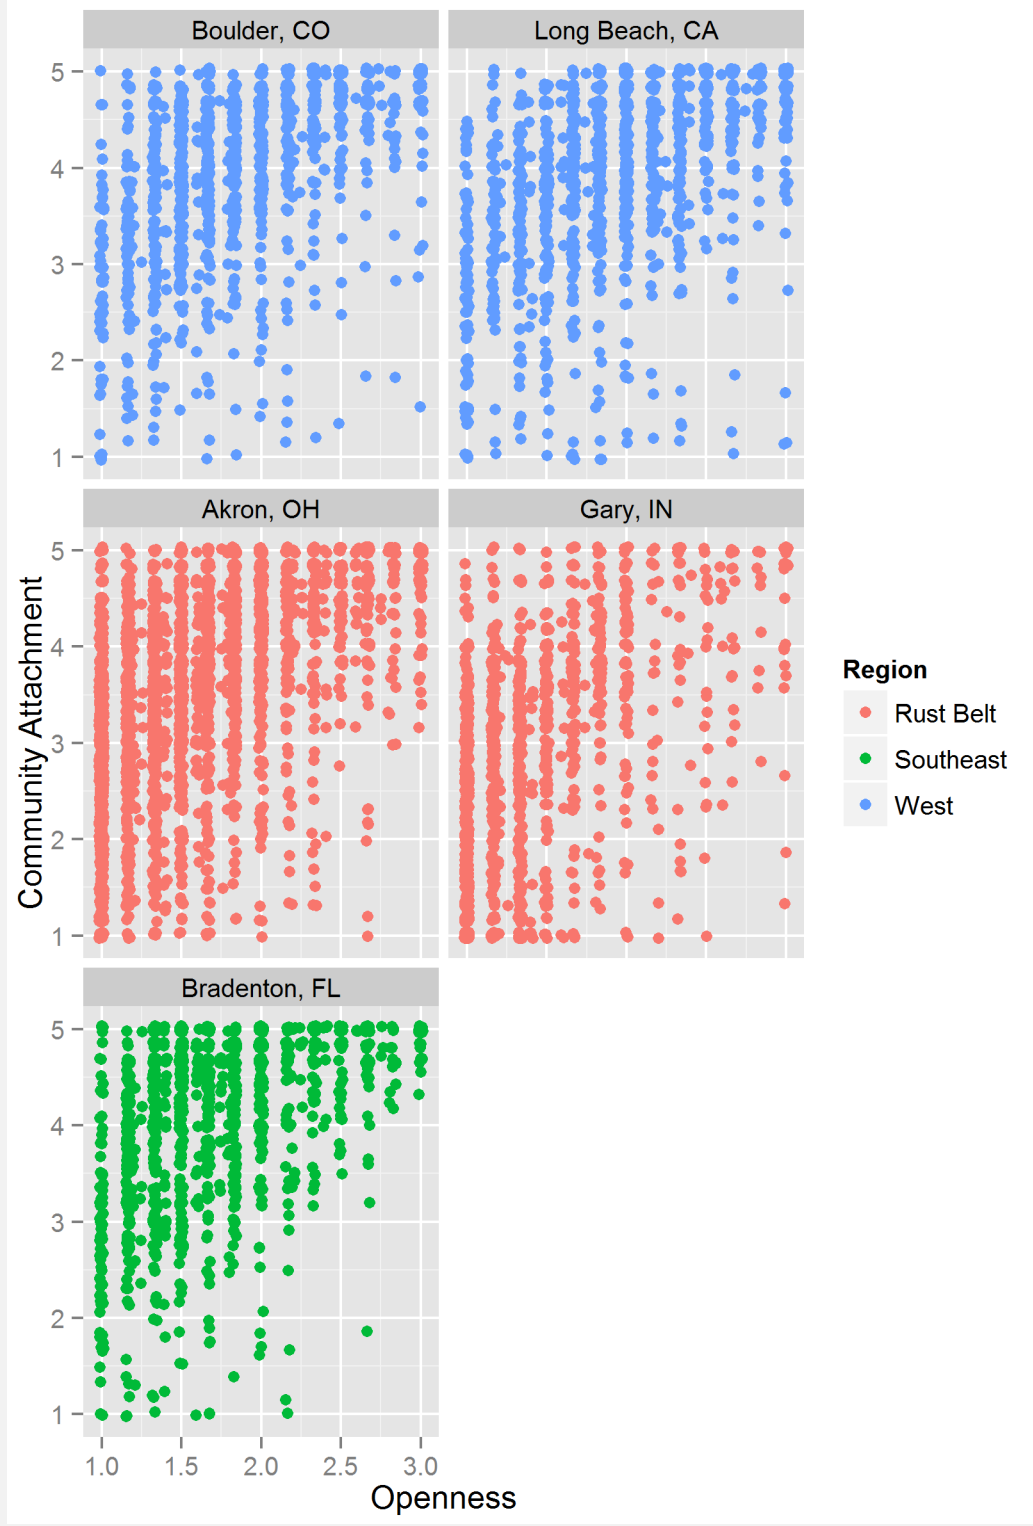 Boulder, CO
Long Beach, CA
5
4
3
2
1
Akron, OH
Gary, IN
5
4
3
2
1
Community Attachment
Region
Rust Belt
Southeast
West
Bradenton, FL
5
4
3
2
1
1.0 1.5 2.0 2.5 3.0
Openness